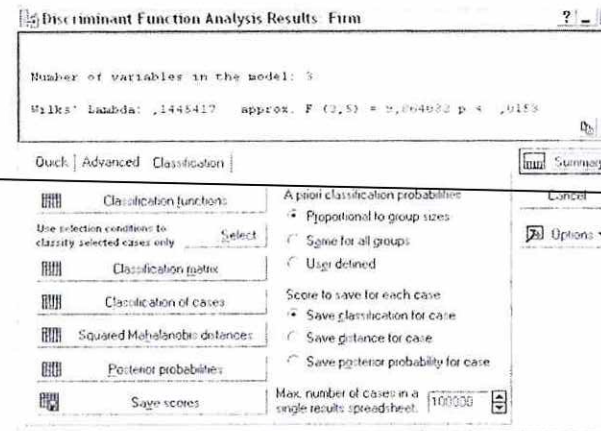 Discriminant Function Analysis Results: Firm
Number of variables in the model: 3
Wilks' Lambda: ,1445417 approx. F (3,5) = 9,864032 p < ,0153
Quick Advanced Classification
Summary
Cancel
Options
Classification functions
Use selection conditions to
classify selected cases only
Select
Classification matrix
Classification of cases
Squared Mahalanobis distances
Posterior probabilities
Save scores
A priori classification probabilities
Proportional to group sizes
Same for all groups
User defined
Score to save for each case
Save classification for case
Save distance for case
Save posterior probability for case
Max. number of cases in a
single results spreadsheet:
100000